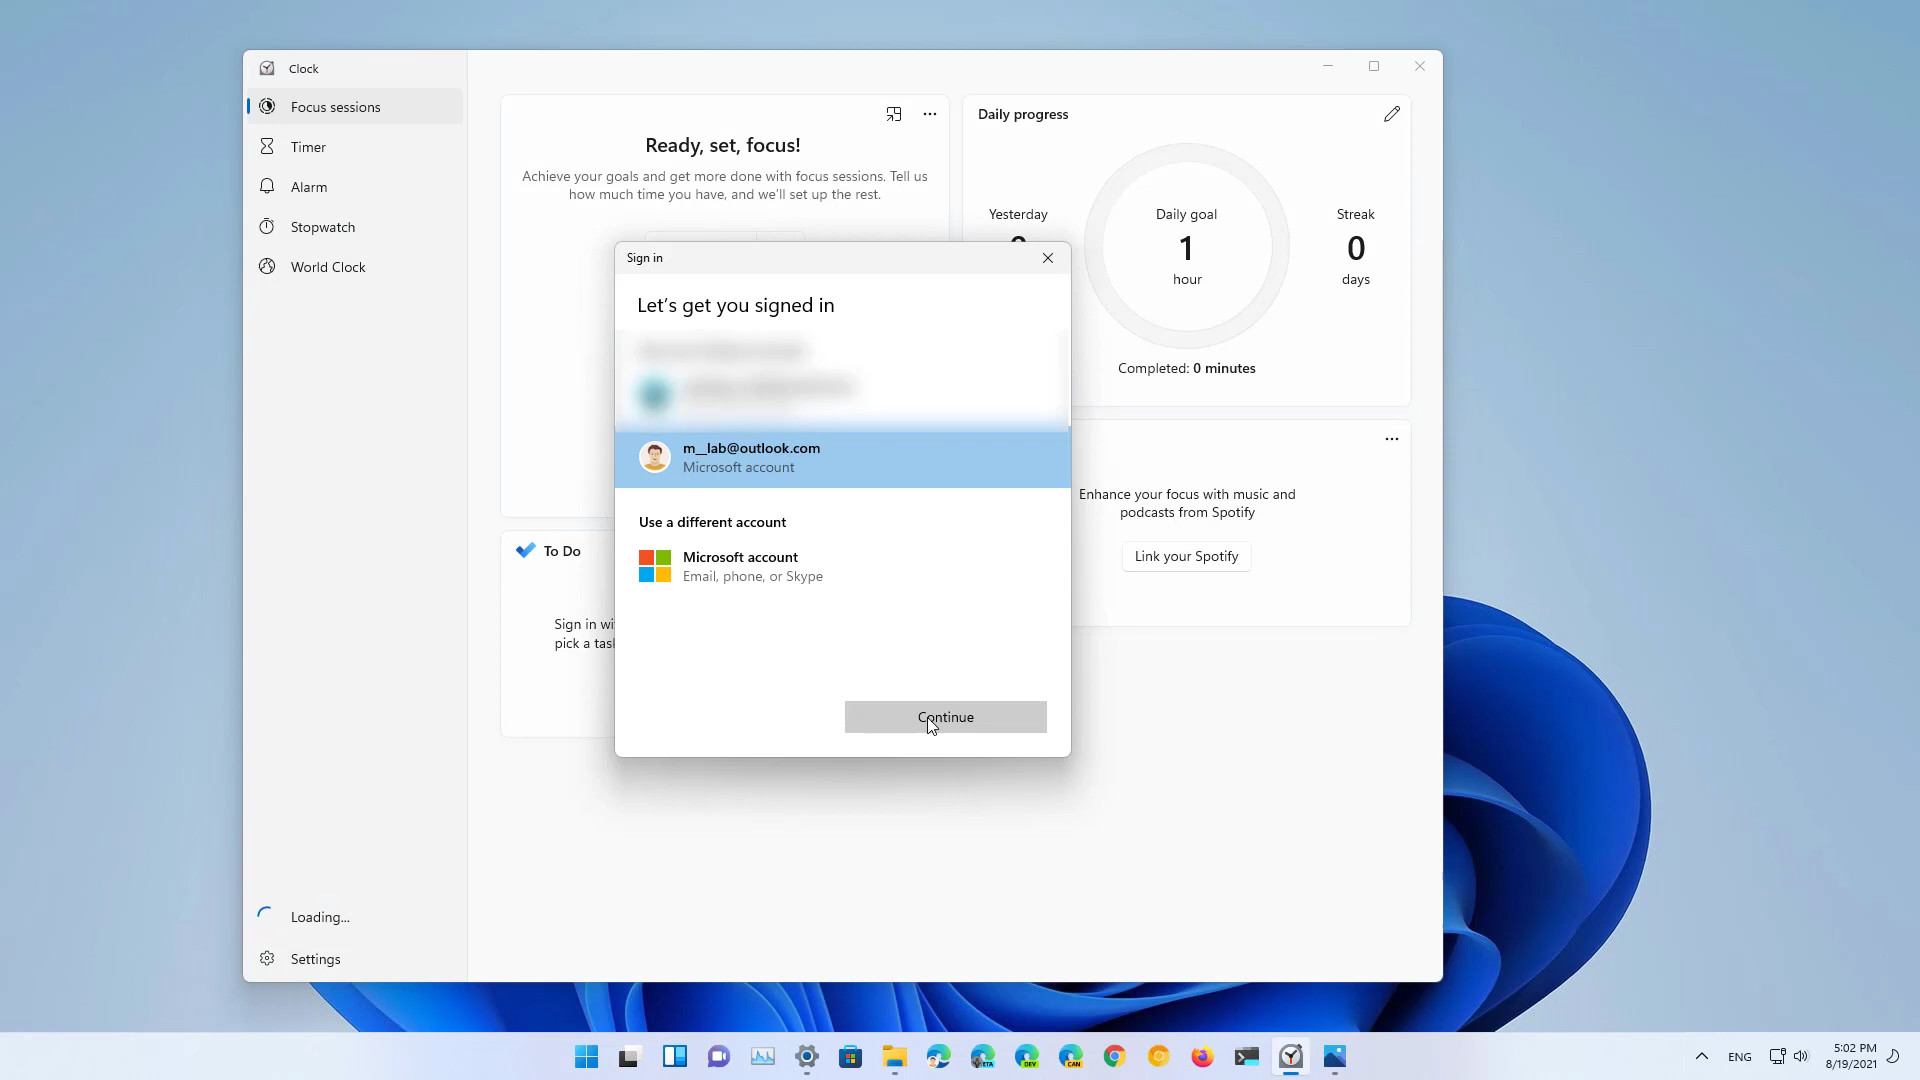 Clock
Focus sessions
Timer
Alarm
Stopwatch
World Clock
Loading...
Settings
Ready, set, focus!
Achieve your goals and get more done with focus sessions. Tell us
how much time you have, and we'll set up the rest.
Daily progress
Yesterday
Daily goal
1
hour
Streak
0
days
Completed: 0 minutes
Sign in
Let's get you signed in
m__lab@outlook.com
Microsoft account
Use a different account
Microsoft account
Email, phone, or Skype
Continue
To Do
Sign in
pick a
Enhance your focus with music and
podcasts from Spotify
Link your Spotify
BETA
DEV
CAN
ENG
5:02 PM
8/19/2021